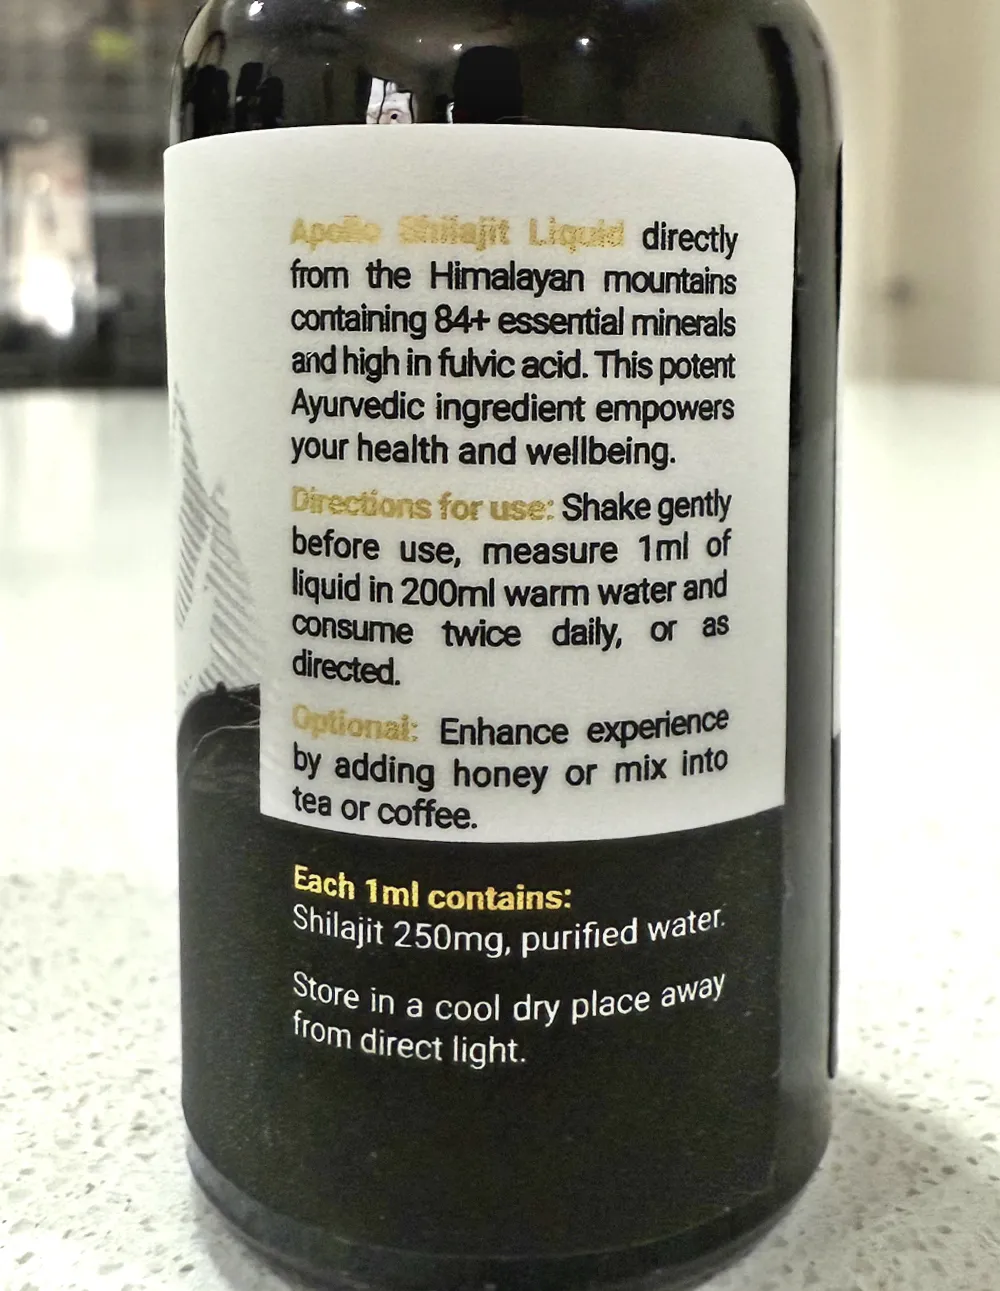 Apollo Shilajit Liquid directly
from the Himalayan mountains
containing 84+ essential minerals
and high in fulvic acid. This potent
Ayurvedic ingredient empowers
your health and wellbeing.
Directions for use: Shake gently
before use, measure 1ml of
liquid in 200ml warm water and
consume twice daily, or as
directed.
Optional: Enhance experience
by adding honey or mix into
tea or coffee.
Each 1ml contains:
Shilajit 250mg, purified water.
Store in a cool dry place away
from direct light.